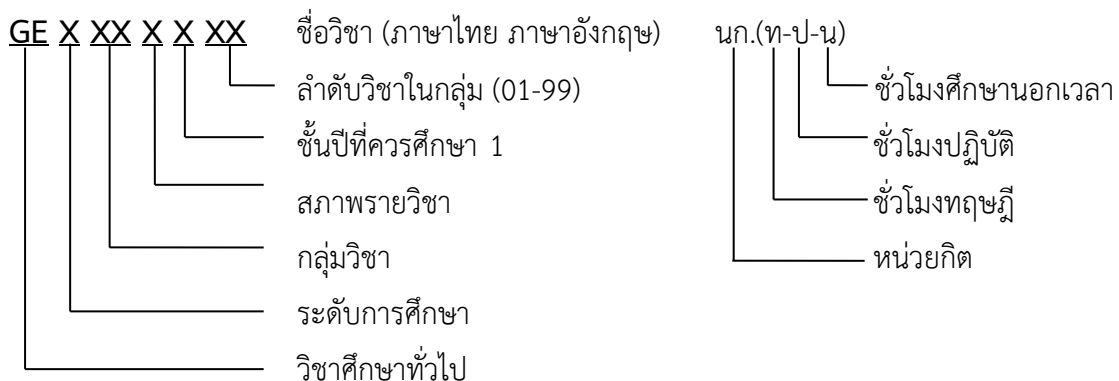 GE X XX X X XX ชื่อวิชา (ภาษาไทย ภาษาอังกฤษ) นก.(ท-ป-น)
ลำดับวิชาในกลุ่ม (01-99) ชั่วโมงศึกษานอกเวลา
ชั้นปีที่ควรศึกษา 1 ชั่วโมงปฏิบัติ
สภาพรายวิชา ชั่วโมงทฤษฎี
กลุ่มวิชา หน่วยกิต
ระดับการศึกษา
วิชาศึกษาทั่วไป